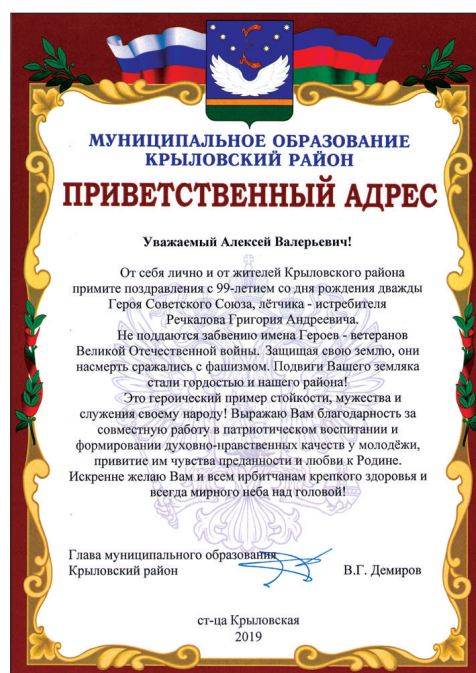 МУНИЦИПАЛЬНОЕ ОБРАЗОВАНИЕ
КРЫЛОВСКИЙ РАЙОН
ПРИВЕТСТВЕННЫЙ АДРЕС
Уважаемый Алексей Валерьевич!
От себя лично и от жителей Крыловского района
примите поздравления с 99-летием со дня рождения дважды
Героя Советского Союза, лётчика - истребителя
Речкалова Григория Андреевича.
Не поддаются забвению имена Героев - ветеранов
Великой Отечественной войны. Защищая свою землю, они
насмерть сражались с фашизмом. Подвиги Вашего земляка
стали гордостью и нашего района!
Это героический пример стойкости, мужества и
служения своему народу! Выражаю Вам благодарность за
совместную работу в патриотическом воспитании и
формировании духовно-нравственных качеств у молодёжи,
привитие им чувства преданности и любви к Родине.
Искренне желаю Вам и всем ирбитчанам крепкого здоровья и
всегда мирного неба над головой!
Глава муниципального образования
Крыловский район В.Г. Демиров
ст-ца Крыловская
2019